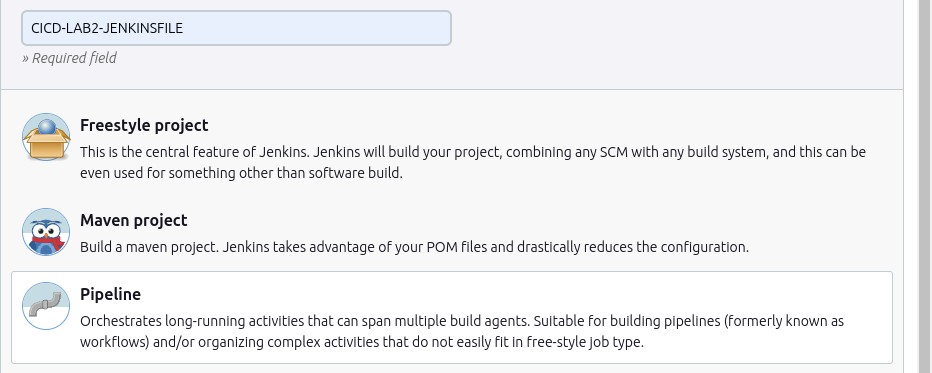 CICD-LAB2-JENKINSFILE
» Required field
Freestyle project
This is the central feature of Jenkins. Jenkins will build your project, combining any SCM with any build system, and this can be
even used for something other than software build.
Maven project
Build a maven project. Jenkins takes advantage of your POM files and drastically reduces the configuration.
Pipeline
Orchestrates long-running activities that can span multiple build agents. Suitable for building pipelines (formerly known as
workflows) and/or organizing complex activities that do not easily fit in free-style job type.